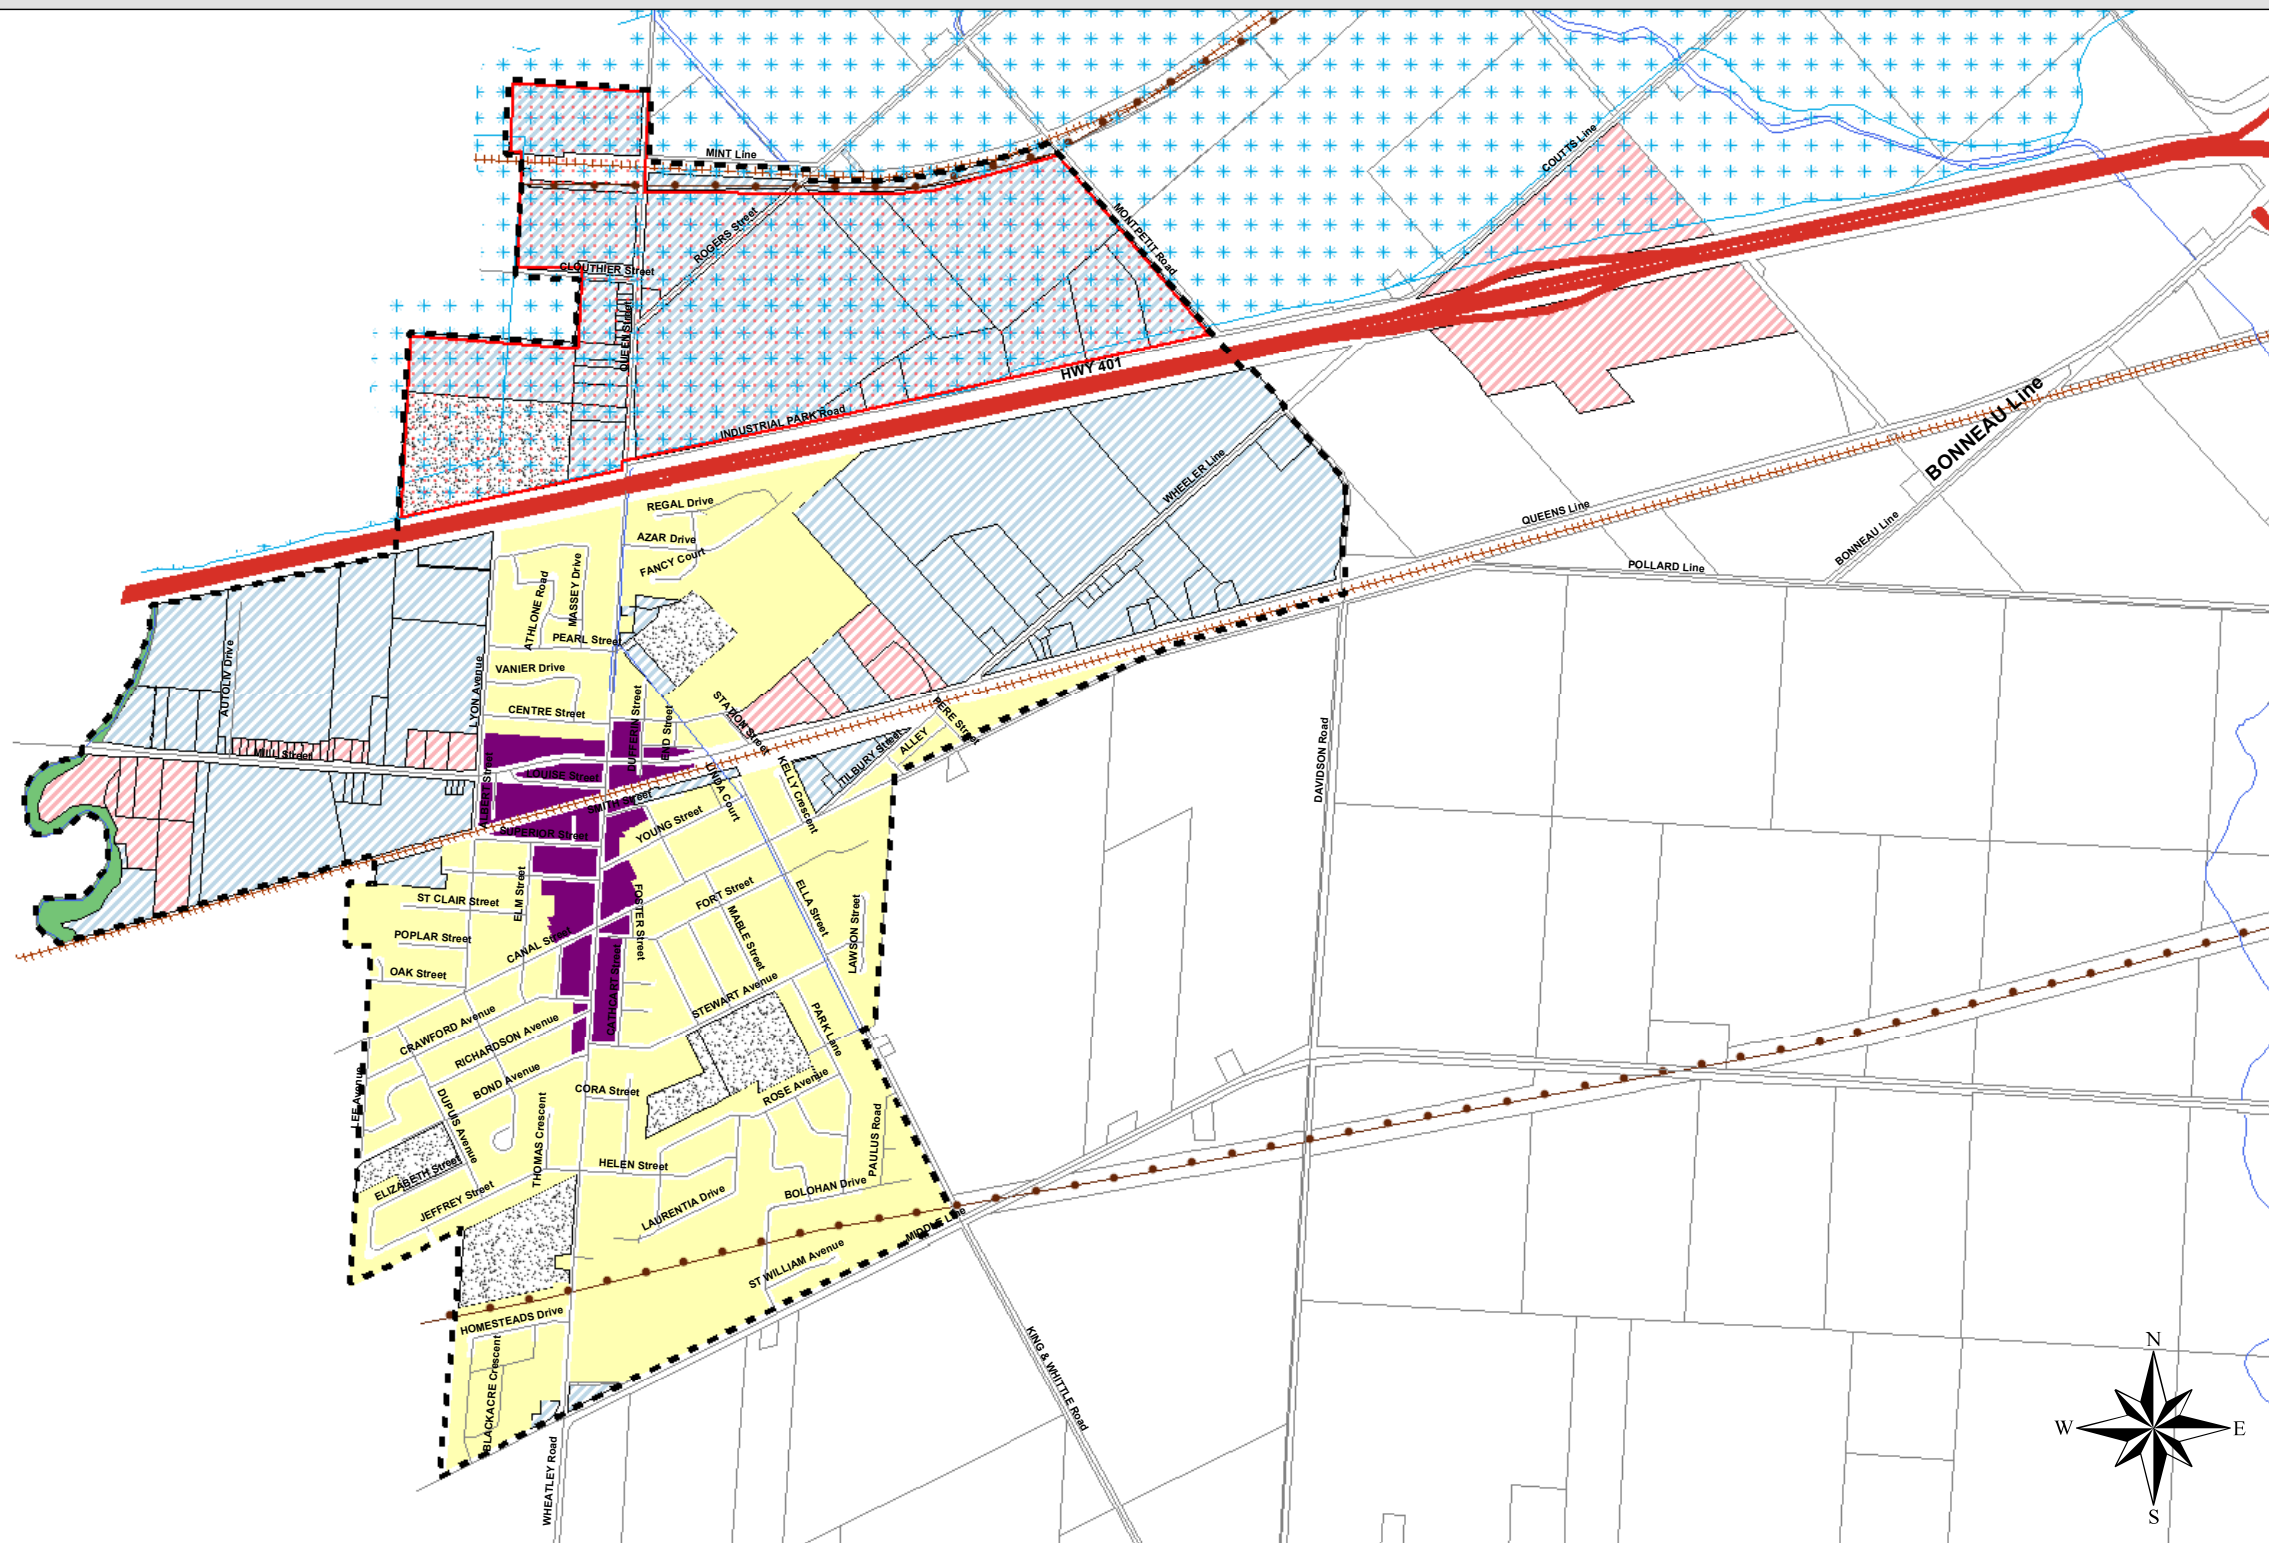 MINT Line
COUTTS Line
ROGERS Street
MONTPETIT Road
CLOUTHIER Street
QUEEN Street
HWY 401
INDUSTRIAL PARK Road
BONNEAU Line
WHEELER Line
REGAL Drive
QUEENS Line
AZAR Drive
FANCY Court
BONNEAU Line
MASSEY Drive
ATHLONE Road
POLLARD Line
PEARL Street
VANIER Drive
AUTOLIV Drive
LYON Avenue
CENTRE Street
DUFFERIN Street
END Street
STATION Street
PERE Street
ALLEY
MILL Street
TILBURY Street
DAVIDSON Road
LOUISE Street
ALBERT Street
LINDA Court
KELLY Crescent
SMITH Street
YOUNG Street
SUPERIOR Street
ELM Street
ST CLAIR Street
FORT Street
FOSTER Street
ELLA Street
MABLE Street
LAWSON Street
POPLAR Street
CANAL Street
OAK Street
CATHCART Street
STEWART Avenue
PARK LANE
CRAWFORD Avenue
RICHARDSON Avenue
BOND Avenue
CORA Street
ROSE Avenue
LEE Avenue
DUPUIS Avenue
THOMAS Crescent
PAULUS Road
ELIZABETH Street
HELEN Street
JEFFREY Street
LAURENTIA Drive
BOLOHAN Drive
MIDDLE Line
ST WILLIAM Avenue
HOMESTEADS Drive
BLACKACRE Crescent
KING & WHITTLE Road
WHEATLEY Road
N
W
E
S